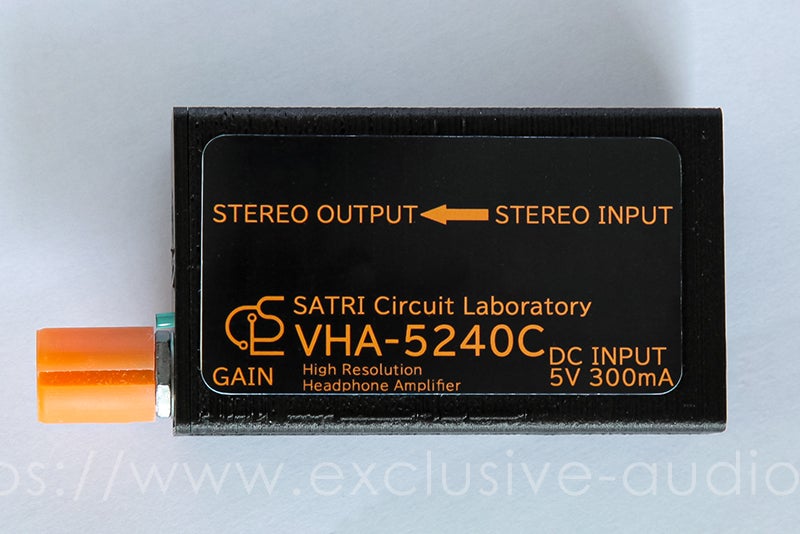 STEREO OUTPUT ← STEREO INPUT
SATRI Circuit Laboratory
VHA-5240C
DC INPUT
GAIN
High Resolution
Headphone Amplifier
5V 300mA
ps://www.exclusive-audio